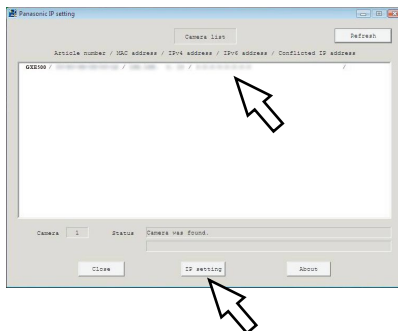 Panasonic IP setting
Camera list
Refresh
Article number / MAC address / IPv4 address / IPv6 address / Conflicted IP address
GXE500 / / / /
Camera 1 Status Camera was found.
Close IP setting About